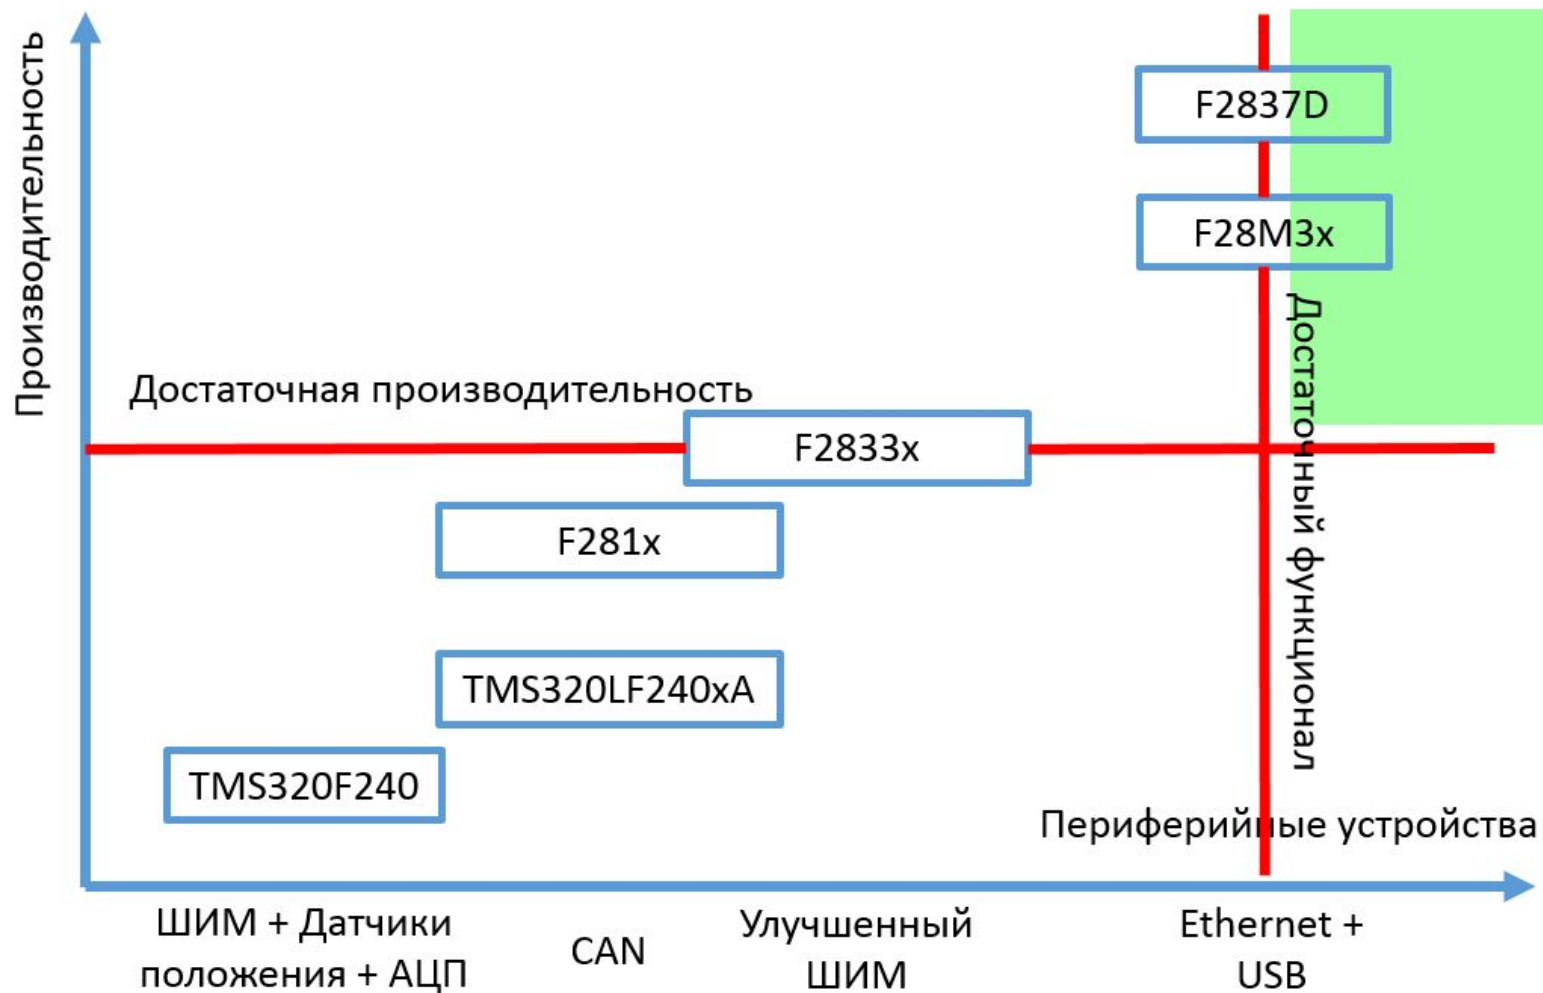 Производительность
F2837D
F28M3x
Достаточная производительность
Достаточный функционал
F2833x
F281x
TMS320LF240xA
TMS320F240
Периферийные устройства
ШИМ + Датчики
положения + АЦП
CAN
Улучшенный
ШИМ
Ethernet +
USB